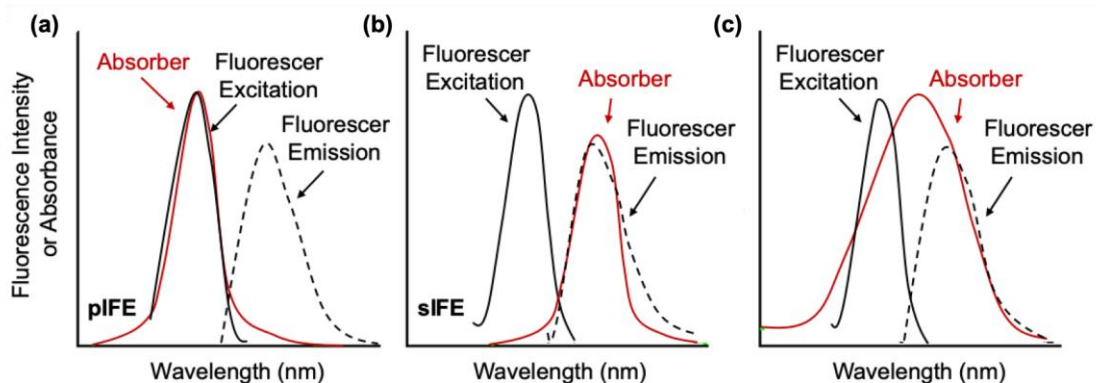 (a)
Absorber
Fluorescer
Excitation
Fluorescer
Emission
pIFE
Wavelength (nm)
Fluorescence Intensity
or Absorbance
(b)
Fluorescer
Excitation
Absorber
Fluorescer
Emission
sIFE
Wavelength (nm)
(c)
Fluorescer
Excitation
Absorber
Fluorescer
Emission
Wavelength (nm)